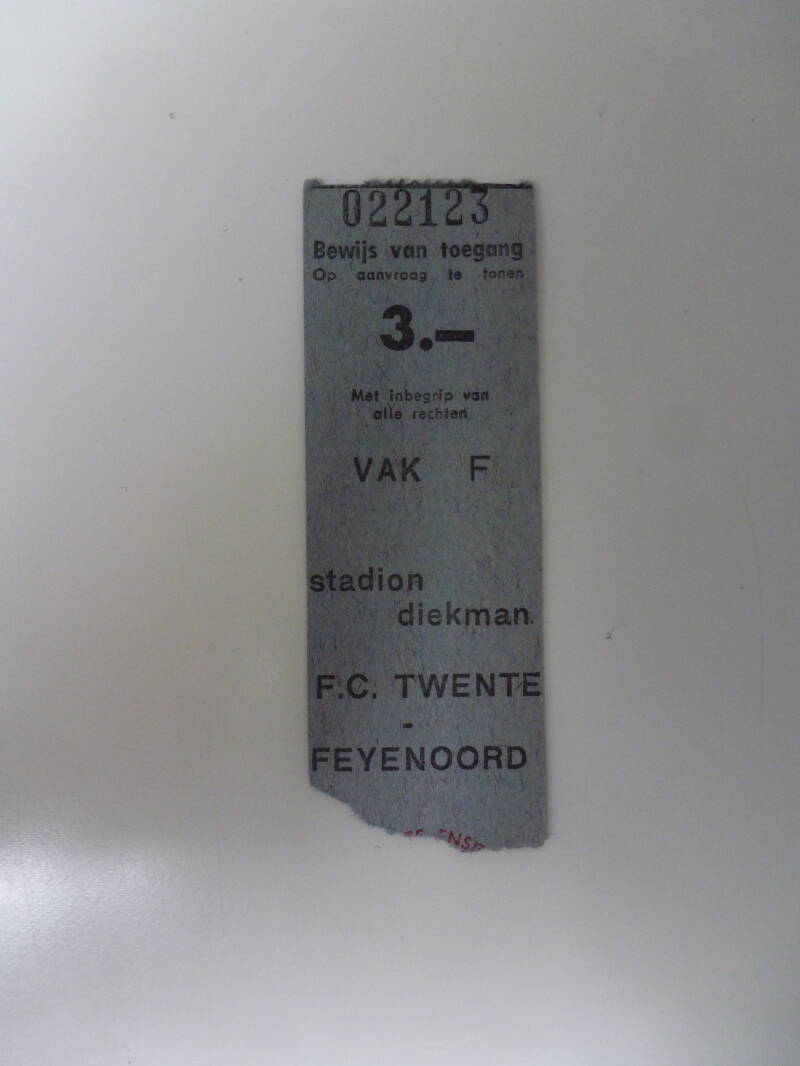 022123
Bewijs van toegang
Op aanvraag te tonen
3.—
Met inbegrip van
alle rechten
VAK F
stadion
diekman.
F.C. TWENTE
-
FEYENOORD